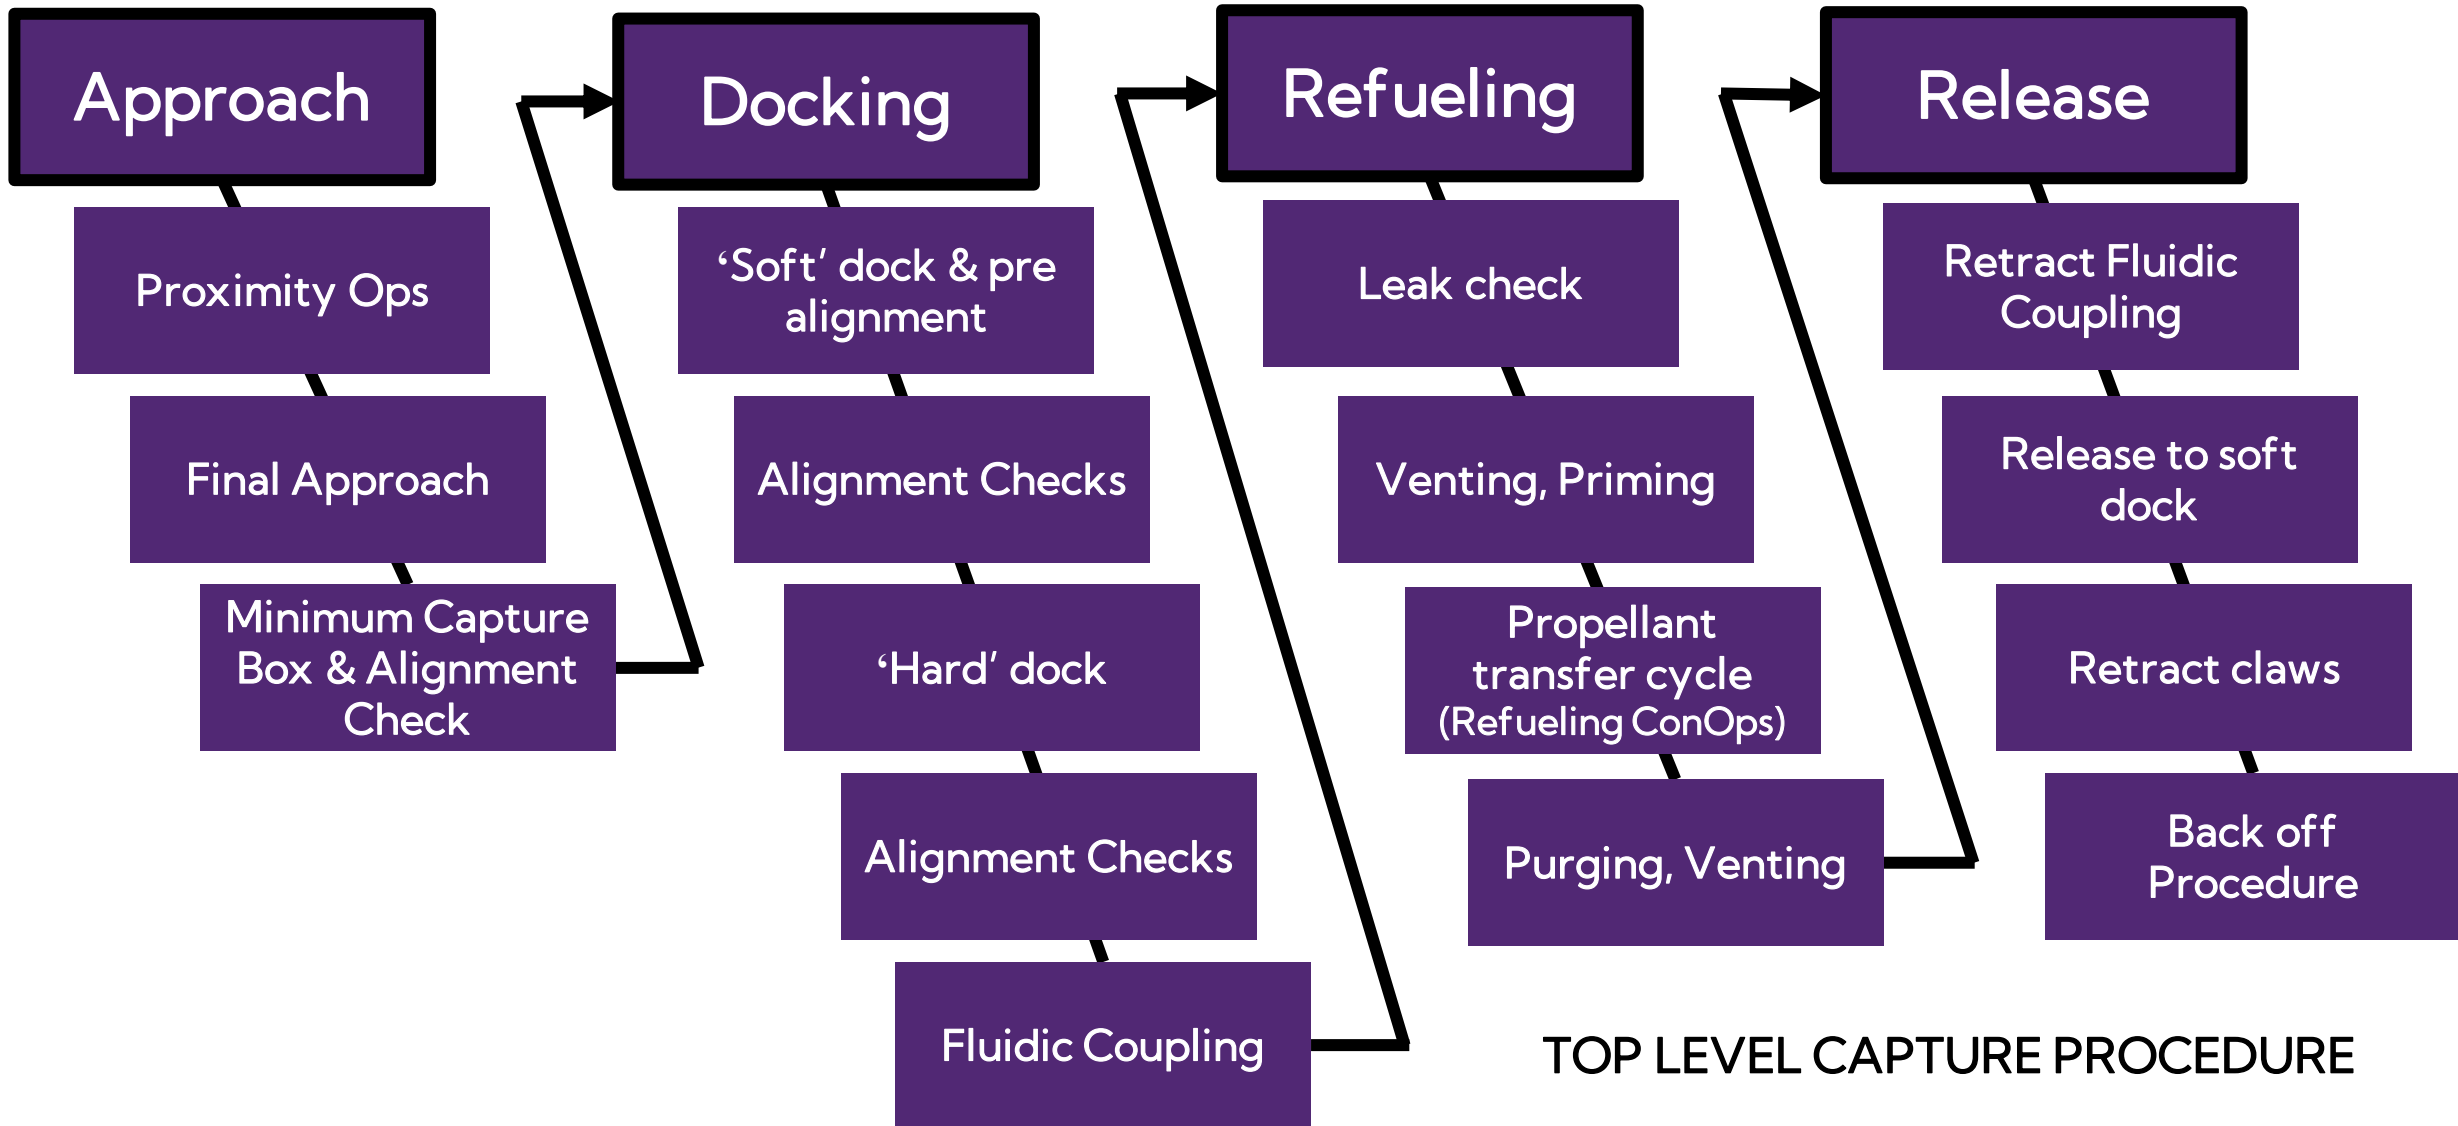 Approach
Proximity Ops
Final Approach
Minimum Capture
Box & Alignment
Check
Docking
‘Soft’ dock & pre
alignment
Alignment Checks
‘Hard’ dock
Alignment Checks
Fluidic Coupling
Refueling
Leak check
Venting, Priming
Propellant
transfer cycle
(Refueling ConOps)
Purging, Venting
Release
Retract Fluidic
Coupling
Release to soft
dock
Retract claws
Back off
Procedure
TOP LEVEL CAPTURE PROCEDURE